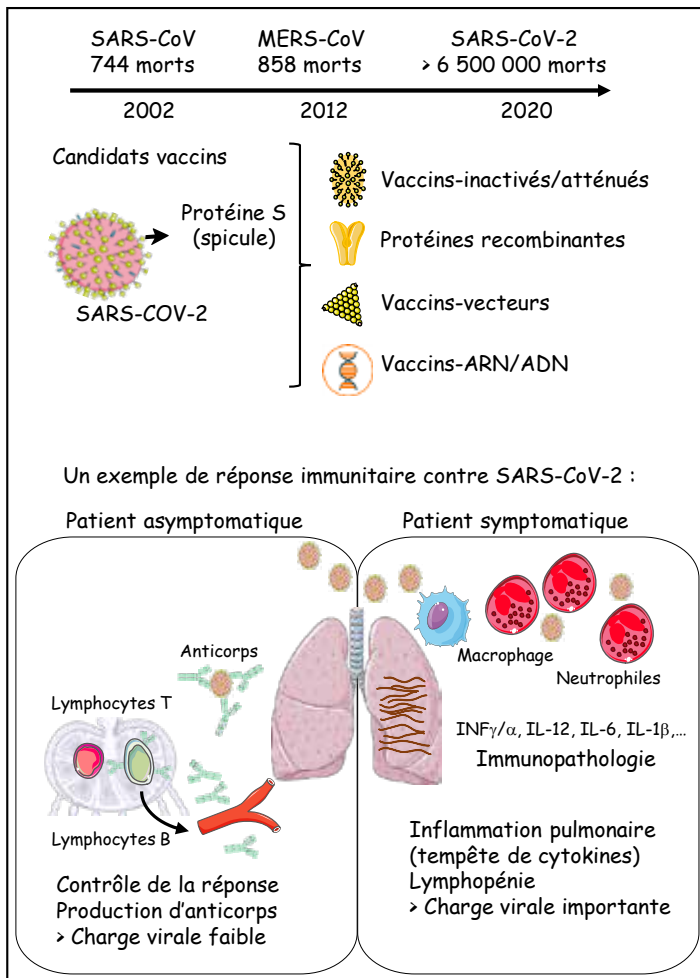 SARS-CoV
744 morts
MERS-CoV
858 morts
SARS-CoV-2
> 6 500 000 morts
2002
2012
2020
Candidats vaccins
Protéine S
(spicule)
SARS-COV-2
Vaccins-inactivés/atténués
Protéines recombinantes
Vaccins-vecteurs
Vaccins-ARN/ADN
Un exemple de réponse immunitaire contre SARS-CoV-2 :
Patient asymptomatique
Anticorps
Lymphocytes T
Lymphocytes B
Contrôle de la réponse
Production d'anticorps
> Charge virale faible
Patient symptomatique
Macrophage
Neutrophiles
INFγ/α, IL-12, IL-6, IL-1β,...
Immunopathologie
Inflammation pulmonaire
(tempête de cytokines)
Lymphopénie
> Charge virale importante